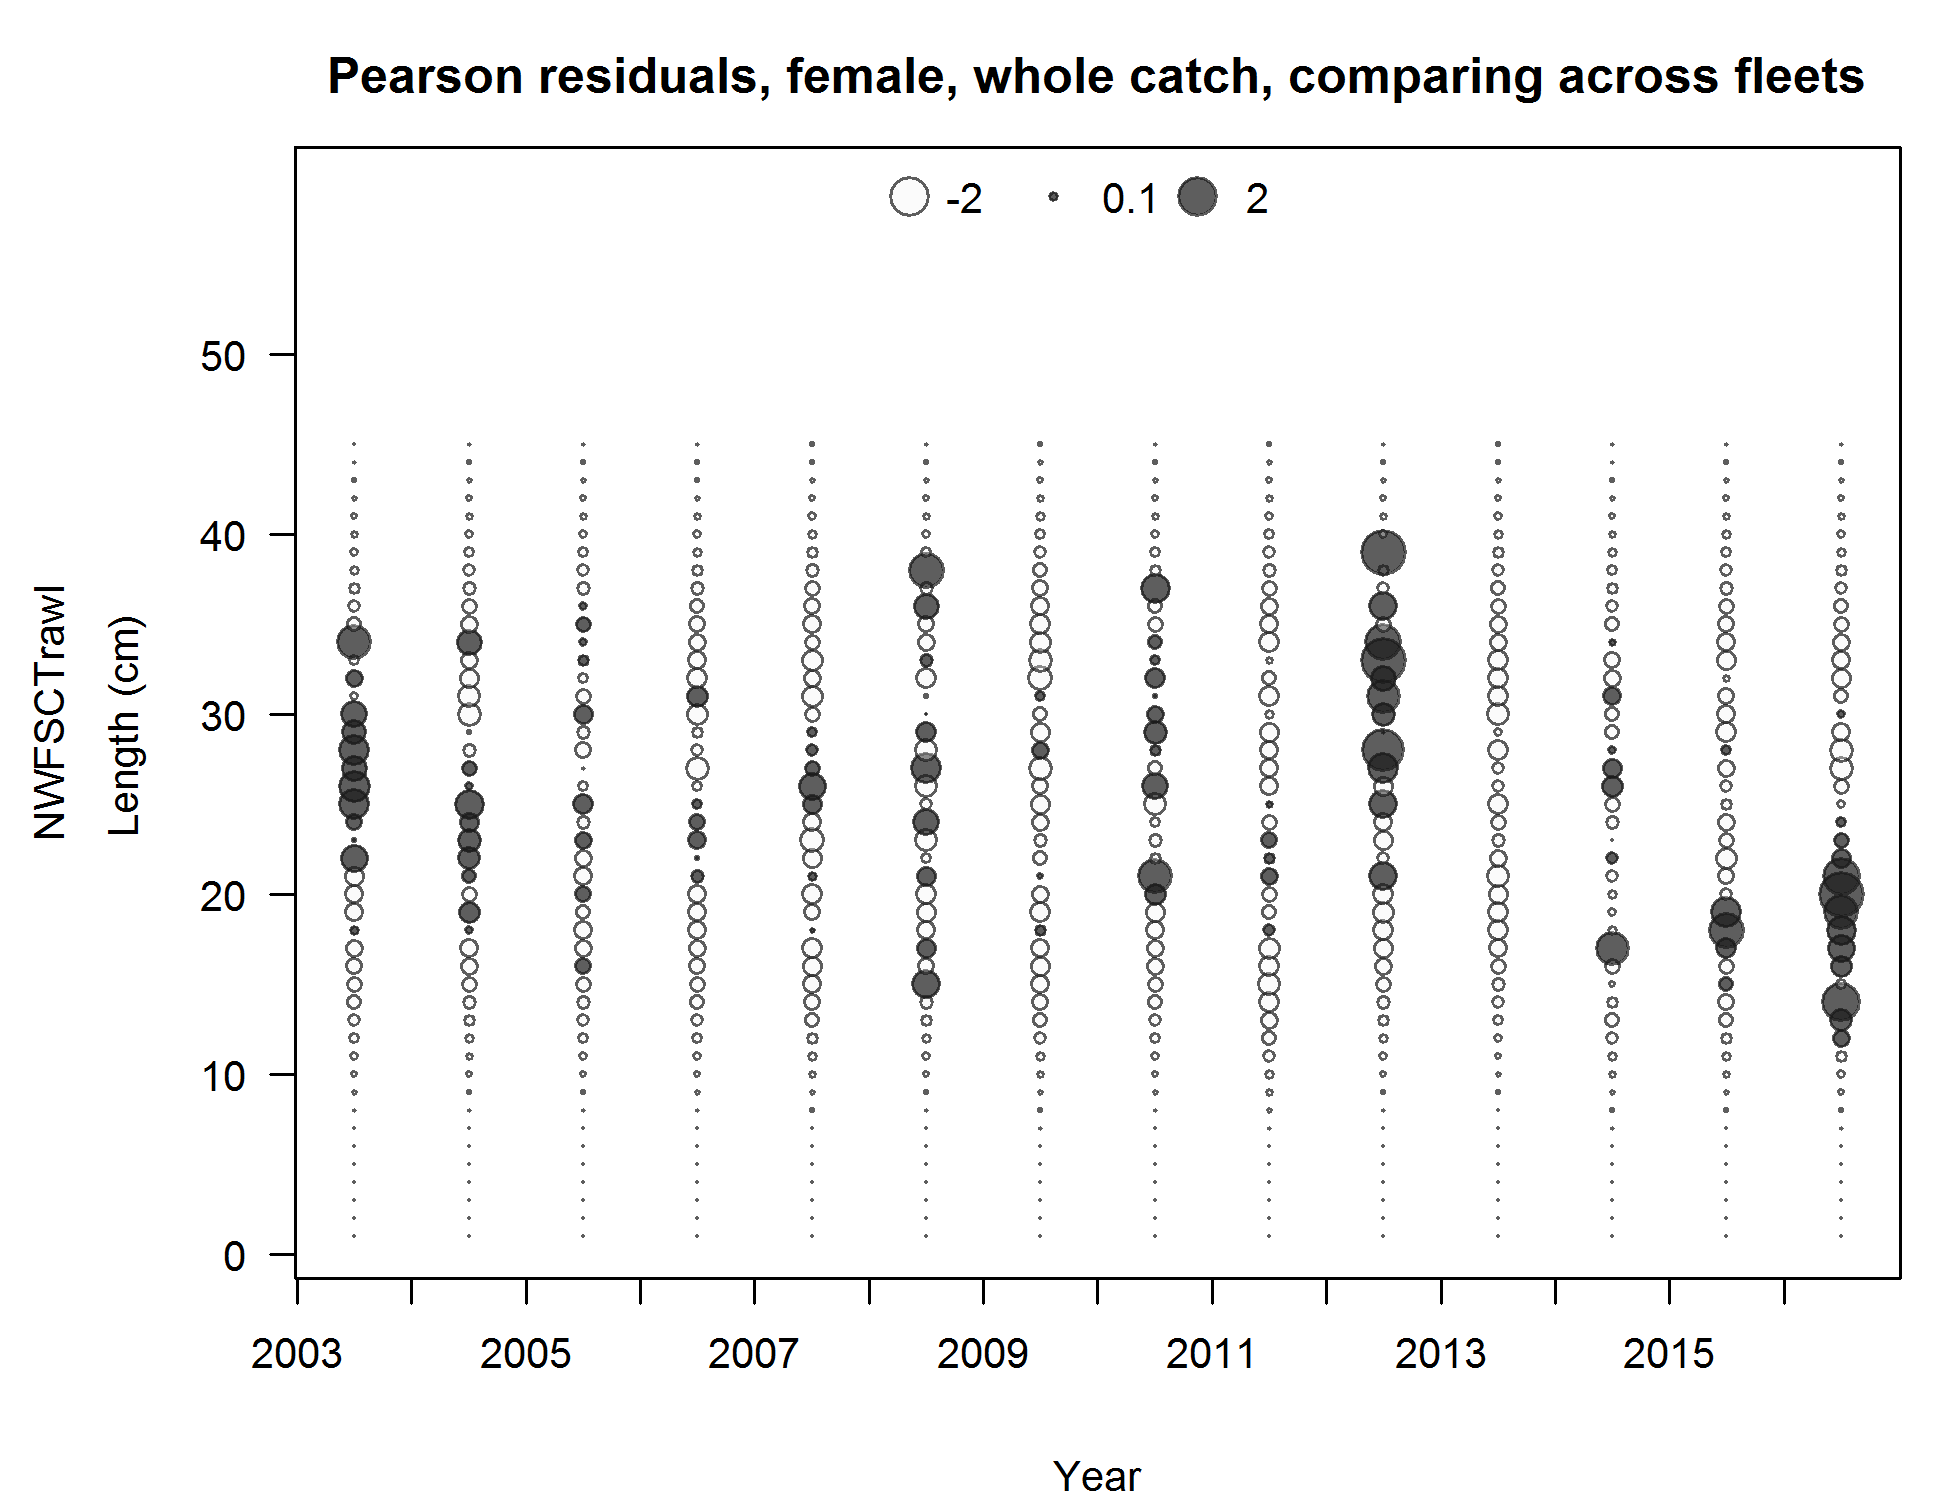 Pearson residuals, female, whole catch, comparing across fleets
-2 0.1 2
NWFSCTrawl
Length (cm)
50
40
30
20
10
0
2003 2005 2007 2009 2011 2013 2015
Year